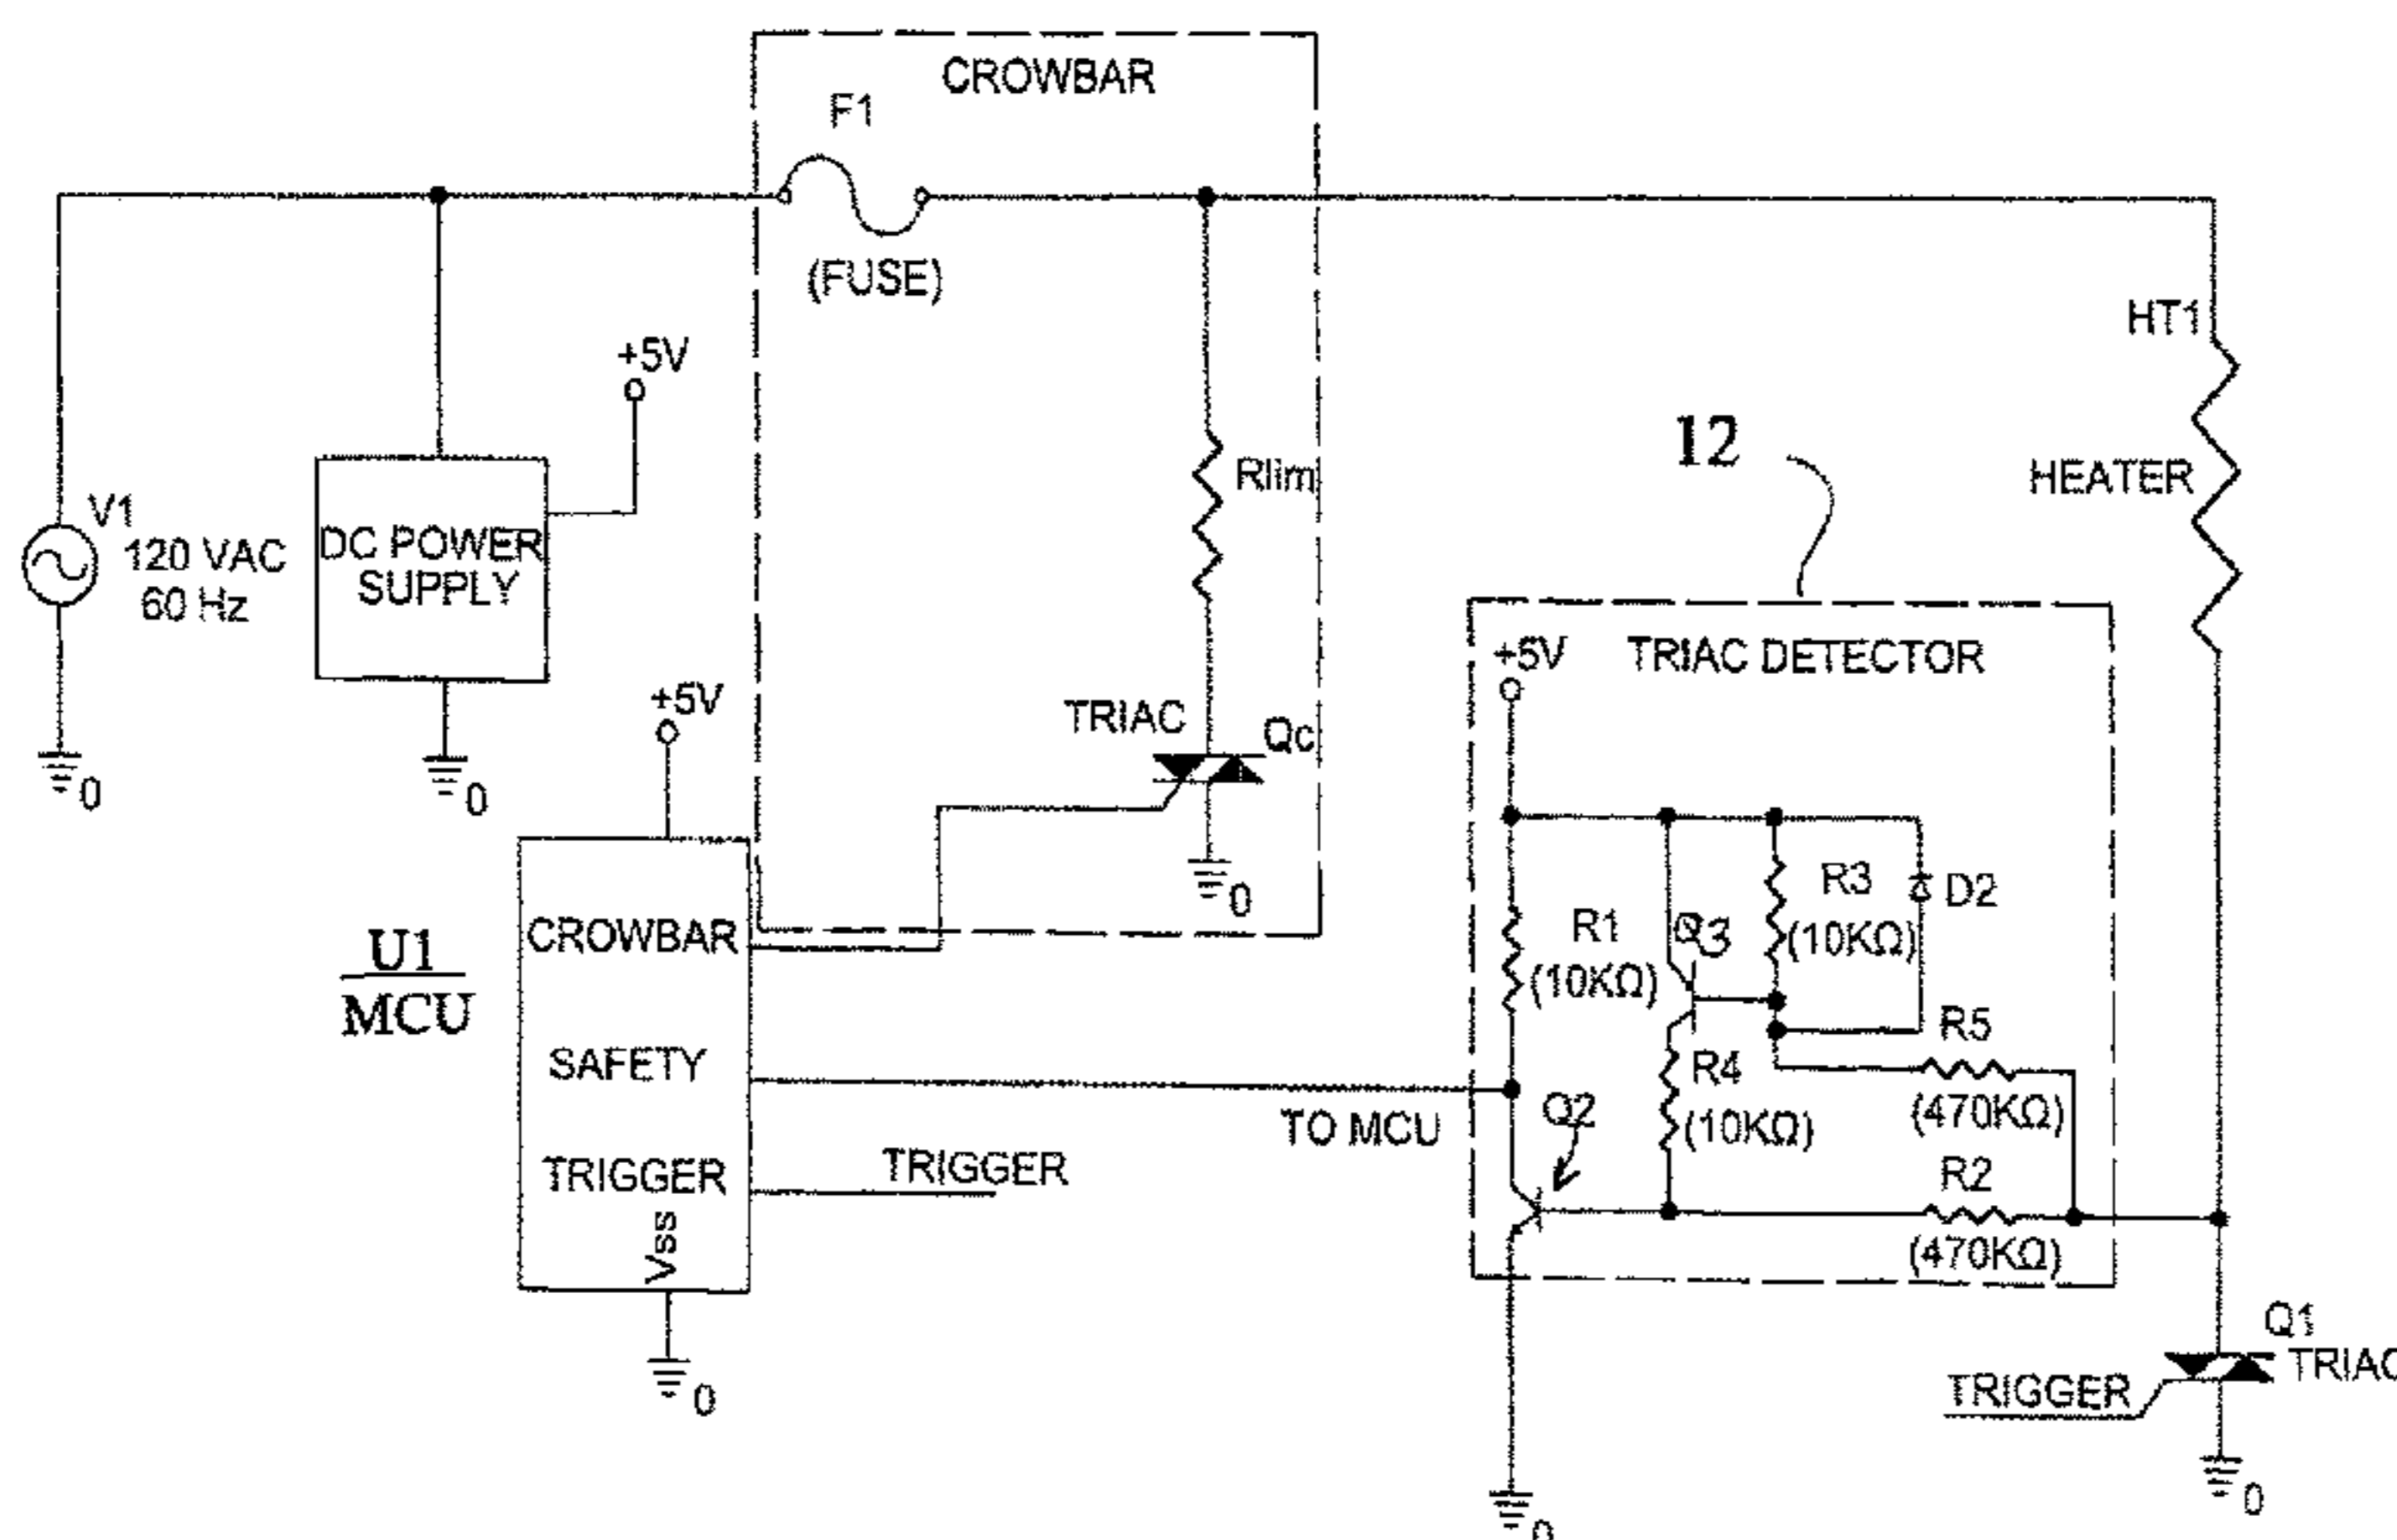 CROWBAR
F1
(FUSE)
HT1
HEATER
+5V
V1
120 VAC
60 Hz
DC POWER
SUPPLY
Rlim
12
+5V
TRIAC DETECTOR
TRIAC
Qc
+5V
0
0
0
R3
(10KΩ)
D2
R1
(10KΩ)
Q3
U1
MCU
CROWBAR
SAFETY
TRIGGER
Vss
TRIGGER
TO MCU
Q2
R4
(10KΩ)
R5
(470KΩ)
R2
(470KΩ)
Q1
TRIAC
TRIGGER
0
0
0